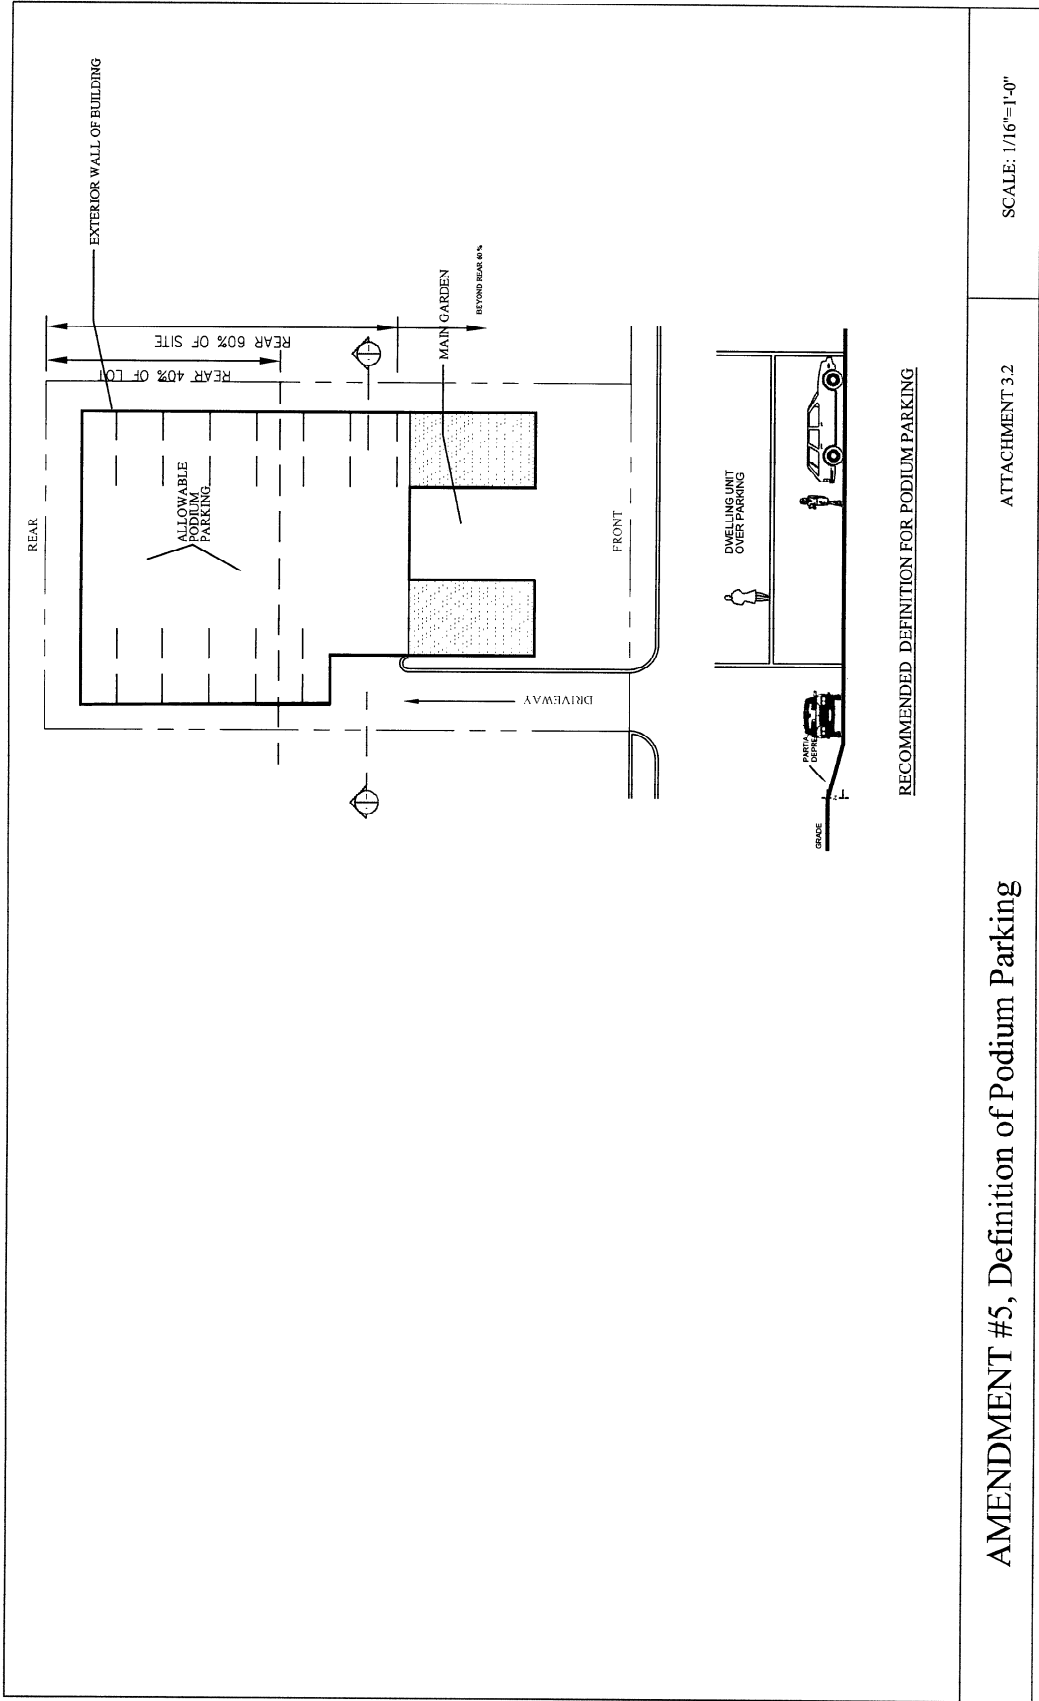 REAR
EXTERIOR WALL OF BUILDING
REAR 60% OF SITE
REAR 40% OF LOT
ALLOWABLE
PODIUM
PARKING
MAIN GARDEN
BEYOND REAR 60%
FRONT
DRIVEWAY
DWELLING UNIT
OVER PARKING
GRADE
RECOMMENDED DEFINITION FOR PODIUM PARKING
AMENDMENT #5, Definition of Podium Parking
ATTACHMENT 3.2
SCALE: 1/16"=1'-0"